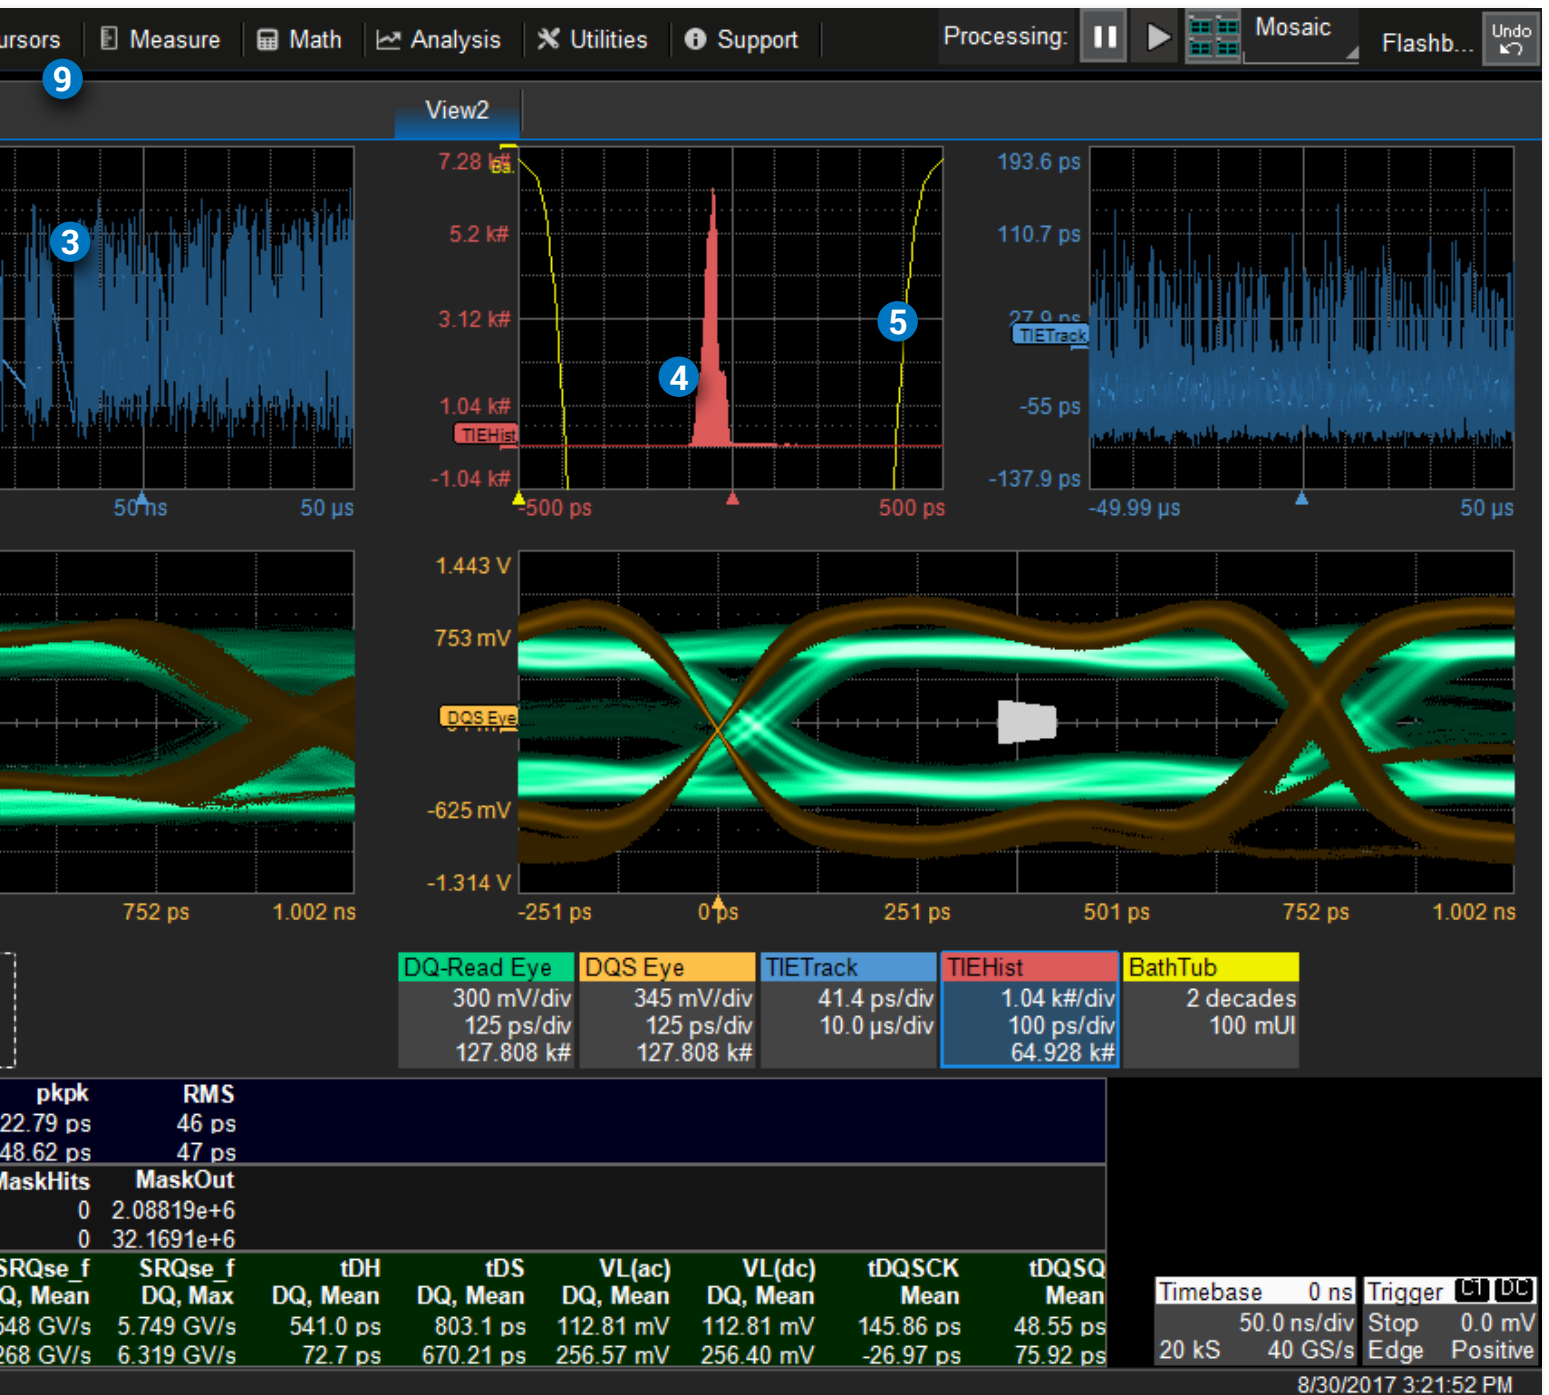 ursors Measure Math Analysis Utilities Support Processing: Mosaic Flashb... Undo
9
View2
7.28 k# 193.6 ps
Ba.
3 5.2 k# 110.7 ps
3.12 k# 5 27.9 ps
TIETrack
4
1.04 k# -55 ps
TIEHist
-1.04 k# -137.9 ps
50 ns 50 µs -500 ps 500 ps -49.99 µs 50 µs
1.443 V
753 mV
DQS Eye
-625 mV
-1.314 V
752 ps 1.002 ns -251 ps 0 ps 251 ps 501 ps 752 ps 1.002 ns
DQ-Read Eye DQS Eye TIETrack TIEHist BathTub
300 mV/div 345 mV/div 41.4 ps/div 1.04 k#/div 2 decades
125 ps/div 125 ps/div 10.0 µs/div 100 ps/div 100 mUI
127.808 k# 127.808 k# 64.928 k#
pkpk RMS
22.79 ps 46 ps
48.62 ps 47 ps
MaskHits MaskOut
0 2.08819e+6
0 32.1691e+6
SRQse_f SRQse_f tDH tDS VL(ac) VL(dc) tDQSCK tDQSQ
Q, Mean DQ, Max DQ, Mean DQ, Mean DQ, Mean DQ, Mean Mean Mean
548 GV/s 5.749 GV/s 541.0 ps 803.1 ps 112.81 mV 112.81 mV 145.86 ps 48.55 ps
268 GV/s 6.319 GV/s 72.7 ps 670.21 ps 256.57 mV 256.40 mV -26.97 ps 75.92 ps
Timebase 0 ns Trigger C1 DC
50.0 ns/div Stop 0.0 mV
20 kS 40 GS/s Edge Positive
8/30/2017 3:21:52 PM